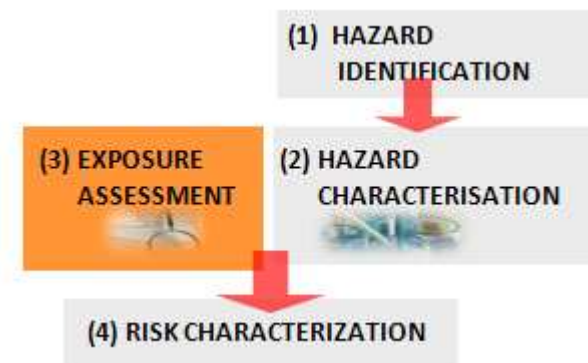 (1) HAZARD
IDENTIFICATION
(3) EXPOSURE
ASSESSMENT
(2) HAZARD
CHARACTERISATION
(4) RISK CHARACTERIZATION